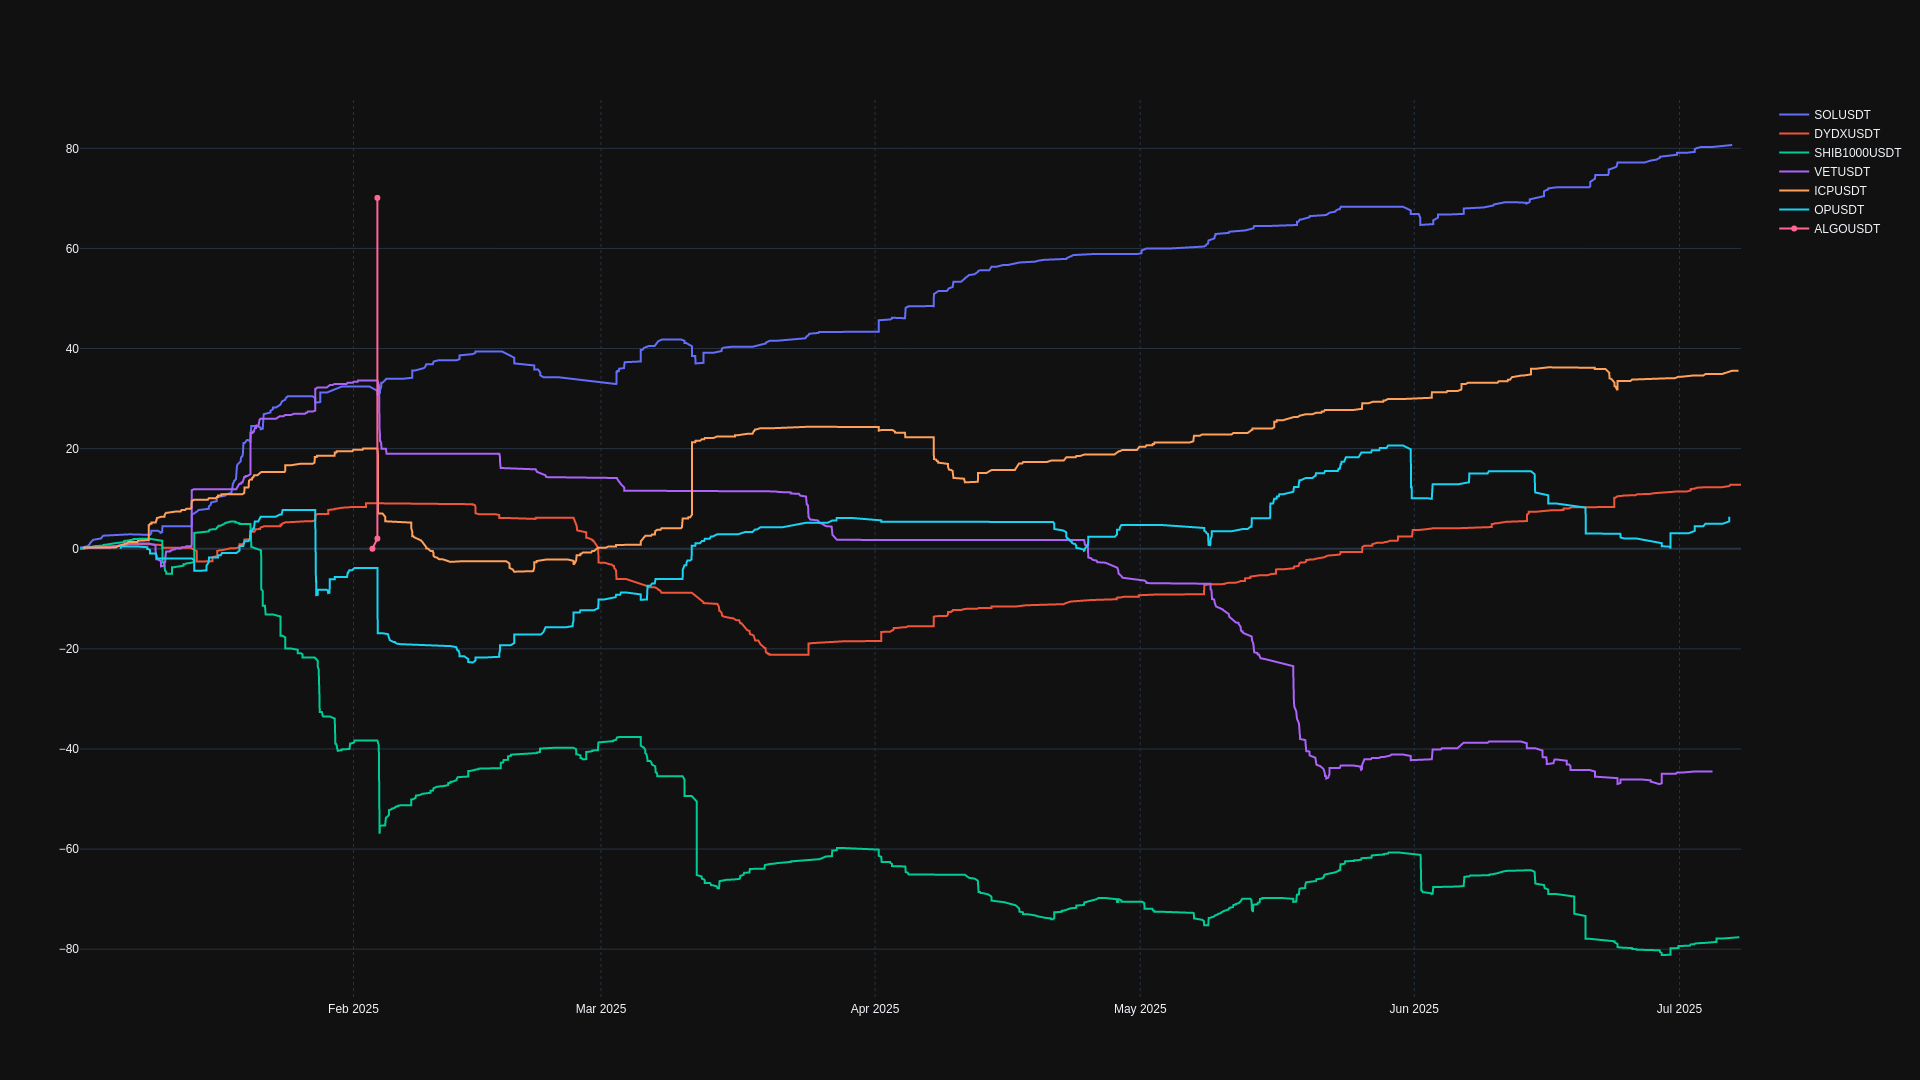 SOLUSDT
DYDXUSDT
SHIB1000USDT
VETUSDT
ICPUSDT
OPUSDT
ALGOUSDT
80
60
40
20
0
−20
−40
−60
−80
Feb 2025
Mar 2025
Apr 2025
May 2025
Jun 2025
Jul 2025